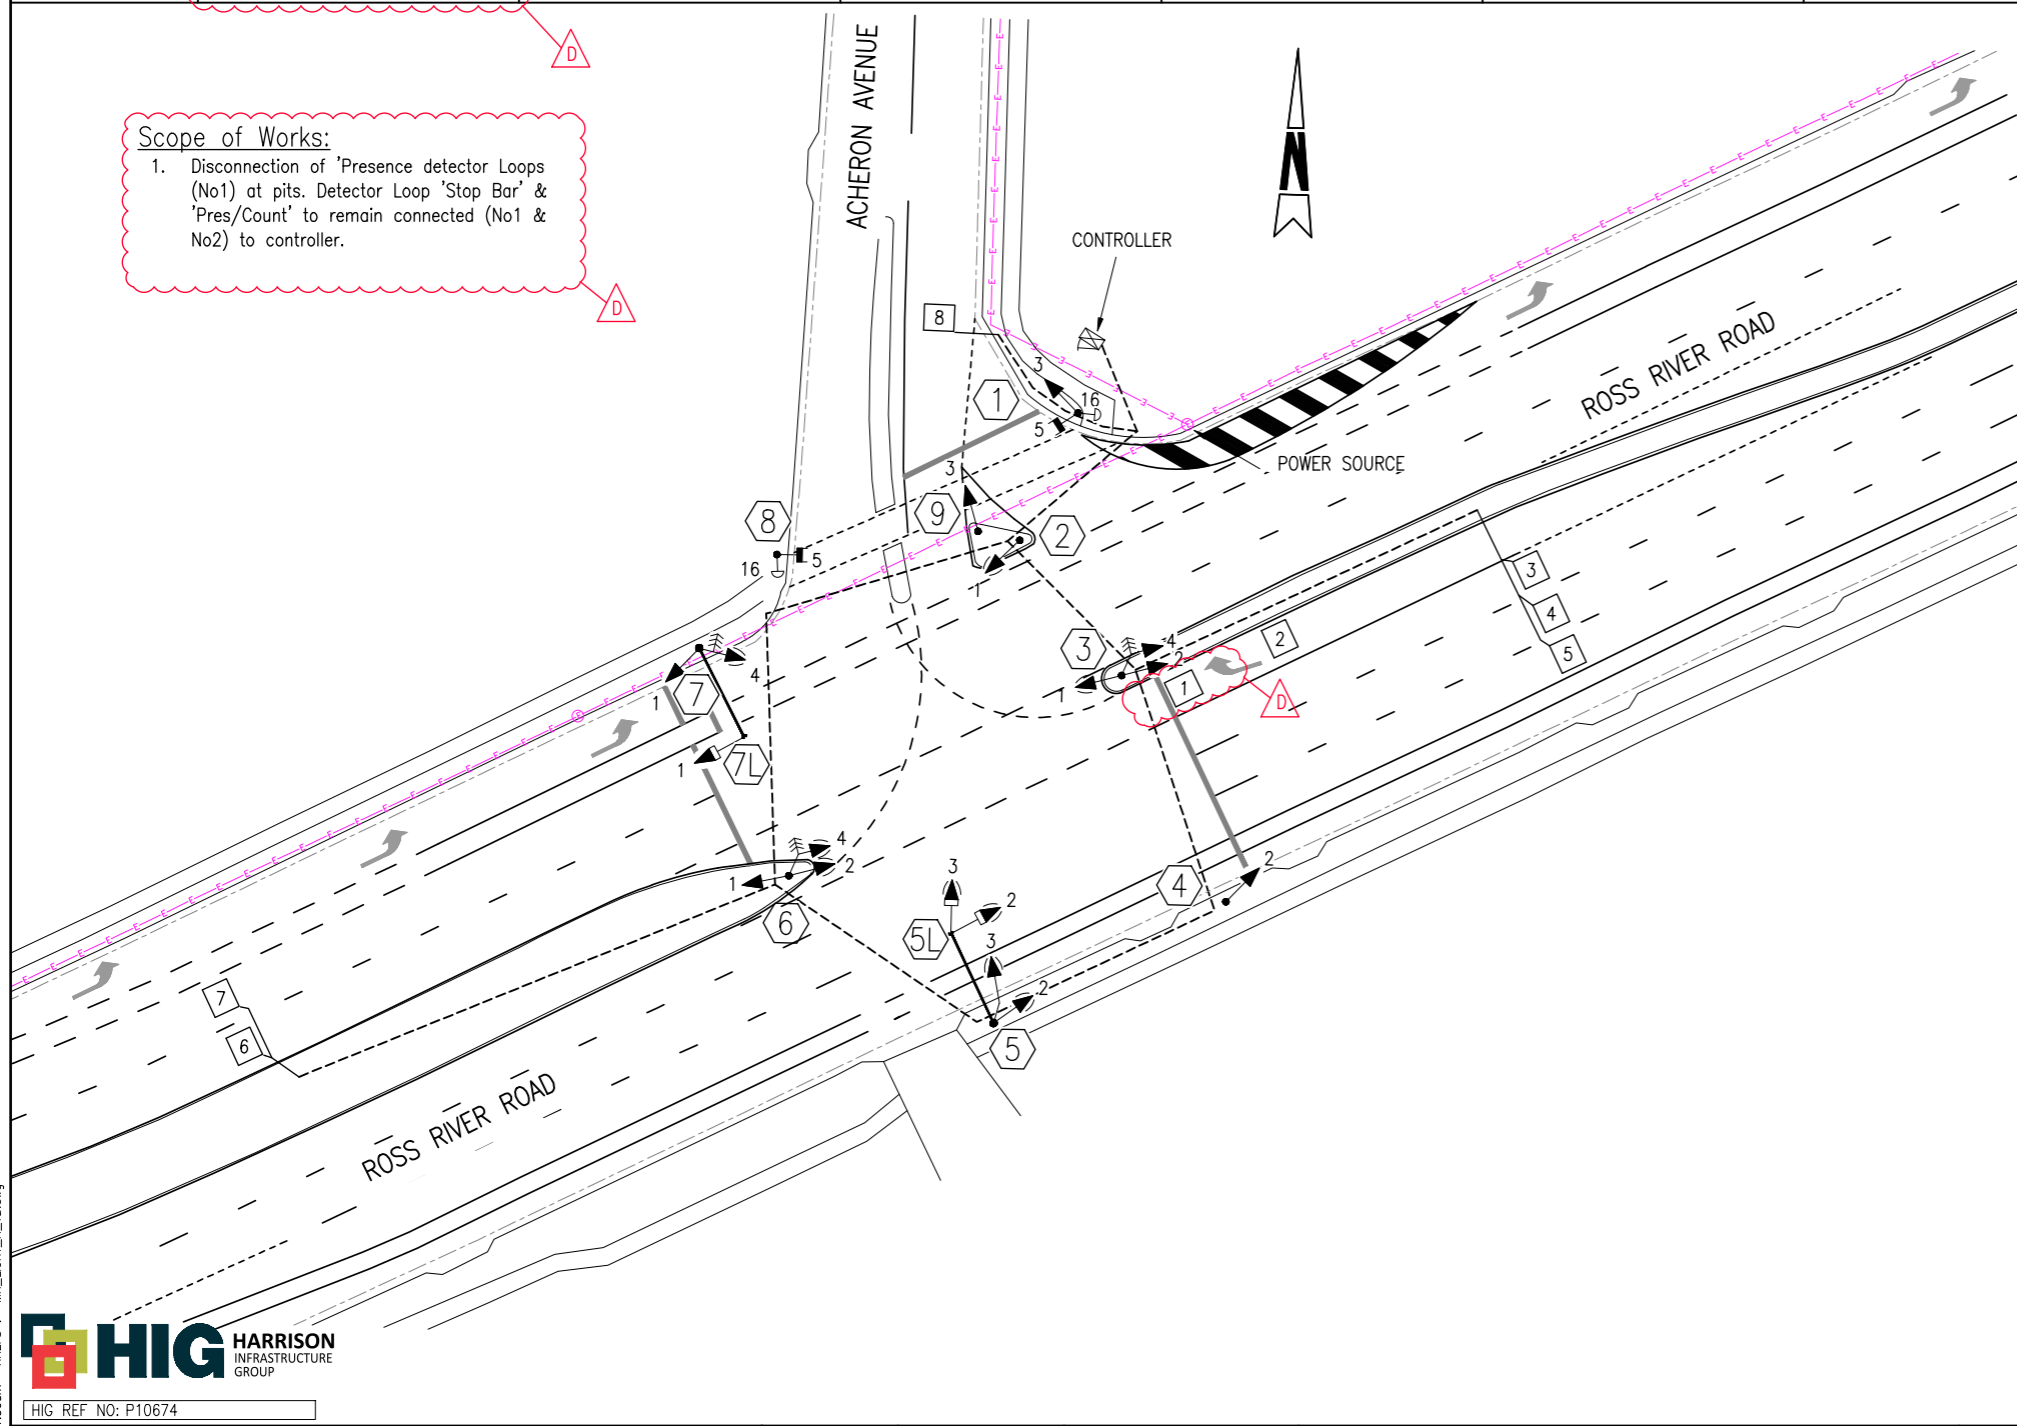 D
Scope of Works:
1. Disconnection of 'Presence detector Loops
(No1) at pits. Detector Loop 'Stop Bar' &
'Pres/Count' to remain connected (No1 &
No2) to controller.
D
ACHERON AVENUE
N
CONTROLLER
8
3
1
16
5
ROSS RIVER ROAD
POWER SOURCE
3
9
2
1
8
5
16
3
4
2
1
2
1
D
3
4
5
7
4
1
7L
1
4
2
1
6
3
2
5L
3
2
5
4
2
7
6
ROSS RIVER ROAD
HIG HARRISON
INFRASTRUCTURE
GROUP
HIG REF NO: P10674